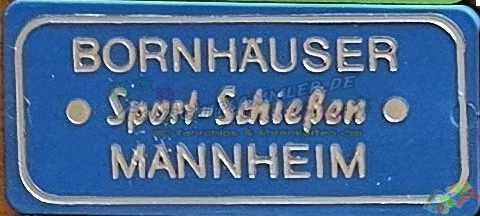 BORNHÄUSER
• Sport-Schießen •
MANNHEIM